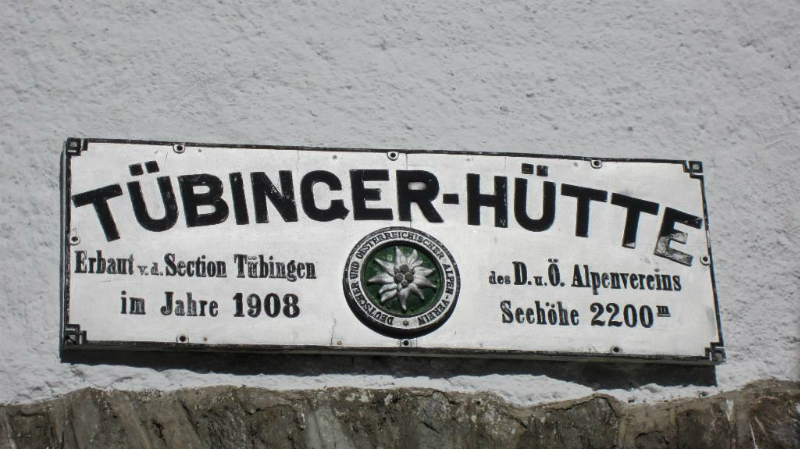 TÜBINGER-HÜTTE
Erbaut v. d. Section Tübingen
im Jahre 1908
DEUTSCHER UND OESTERREICHISCHER ALPEN-VEREIN
des D. u. Ö. Alpenvereins
Seehöhe 2200 m